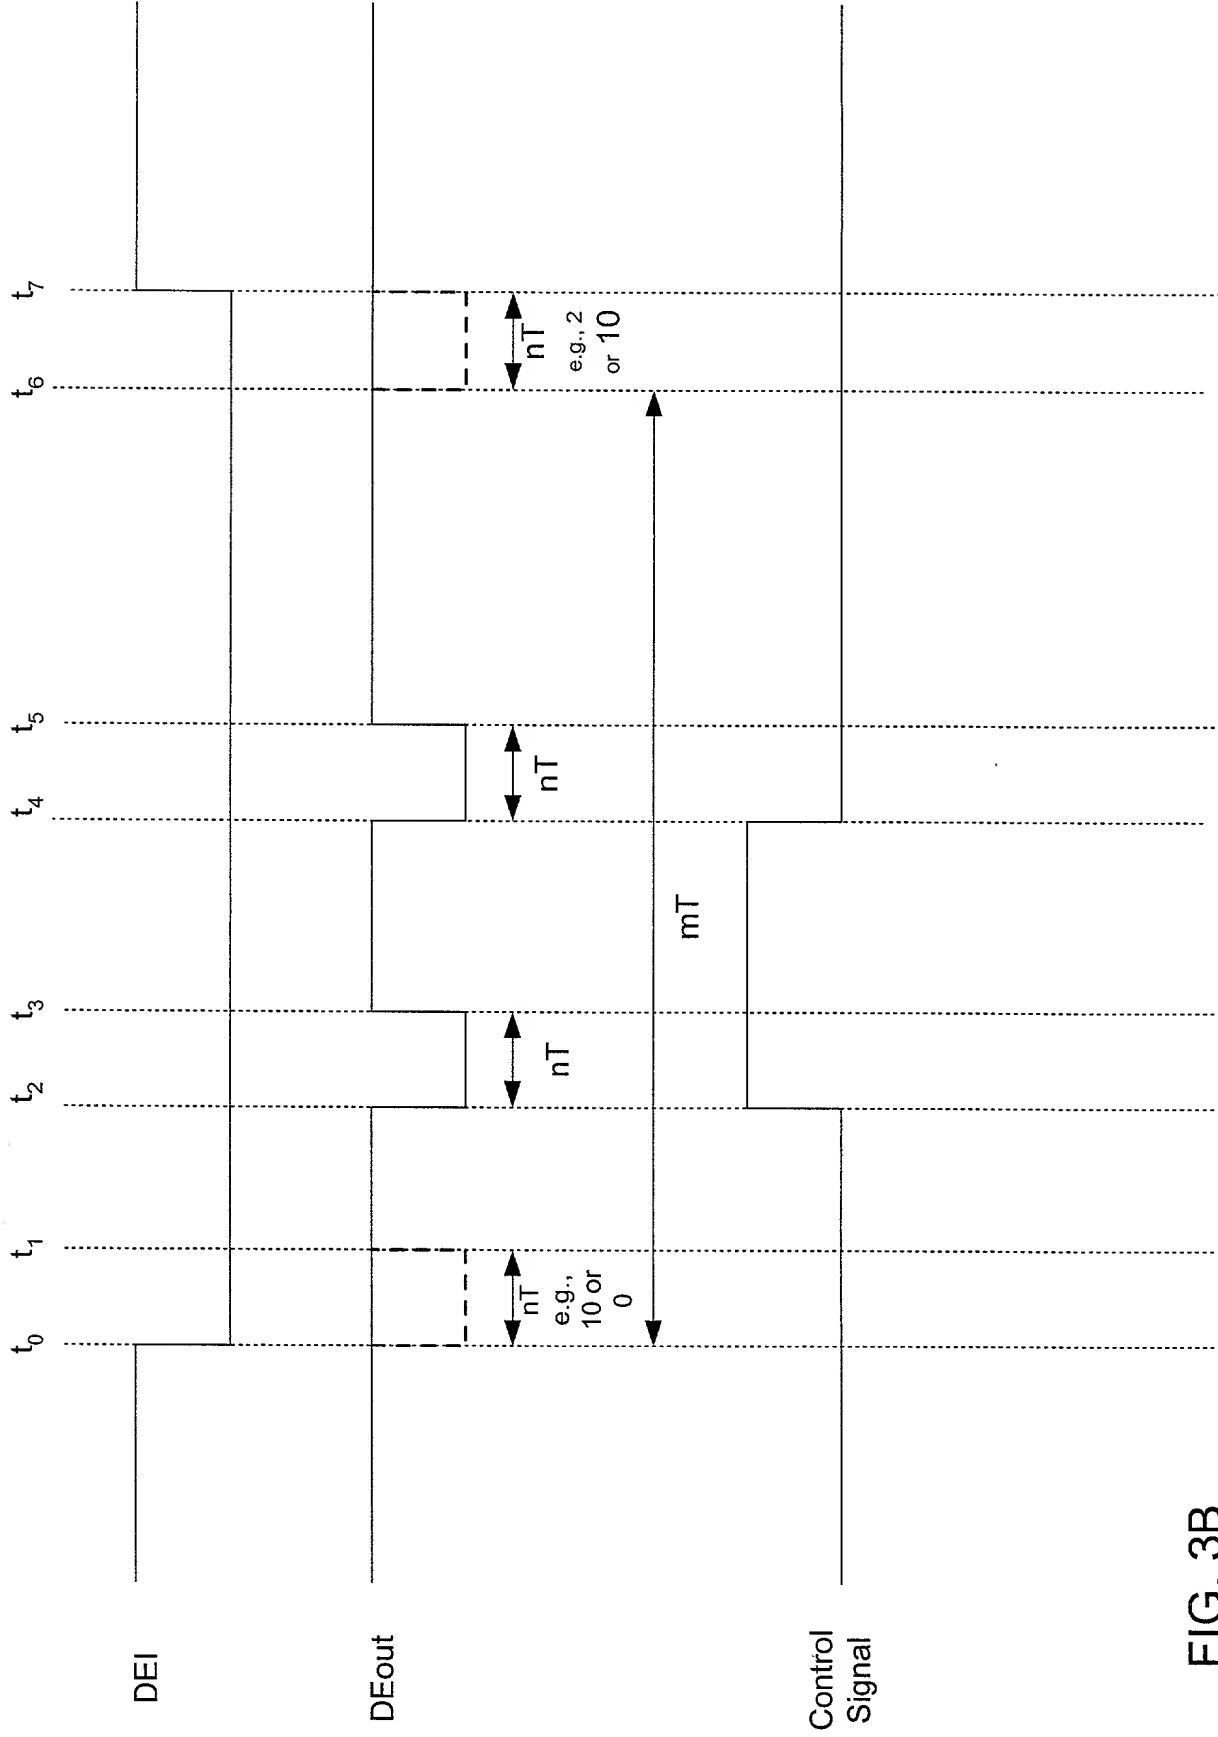 t0 t1 t2 t3 t4 t5 t6 t7
DEI
DEout
nT
e.g.,
10 or
0
nT
nT
nT
e.g., 2
or 10
mT
Control
Signal
FIG. 3B